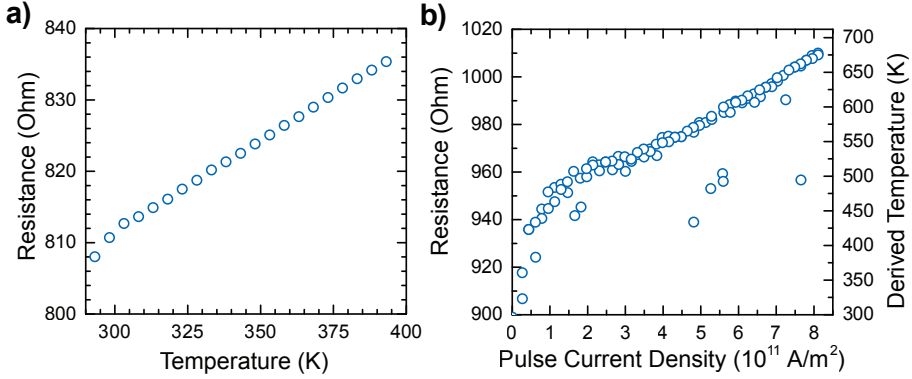 a)
840
830
820
810
800
Resistance (Ohm)
300 325 350 375 400
Temperature (K)
b)
1020
1000
980
960
940
920
900
Resistance (Ohm)
0 1 2 3 4 5 6 7 8
Pulse Current Density (10¹¹ A/m²)
700
650
600
550
500
450
400
350
300
Derived Temperature (K)